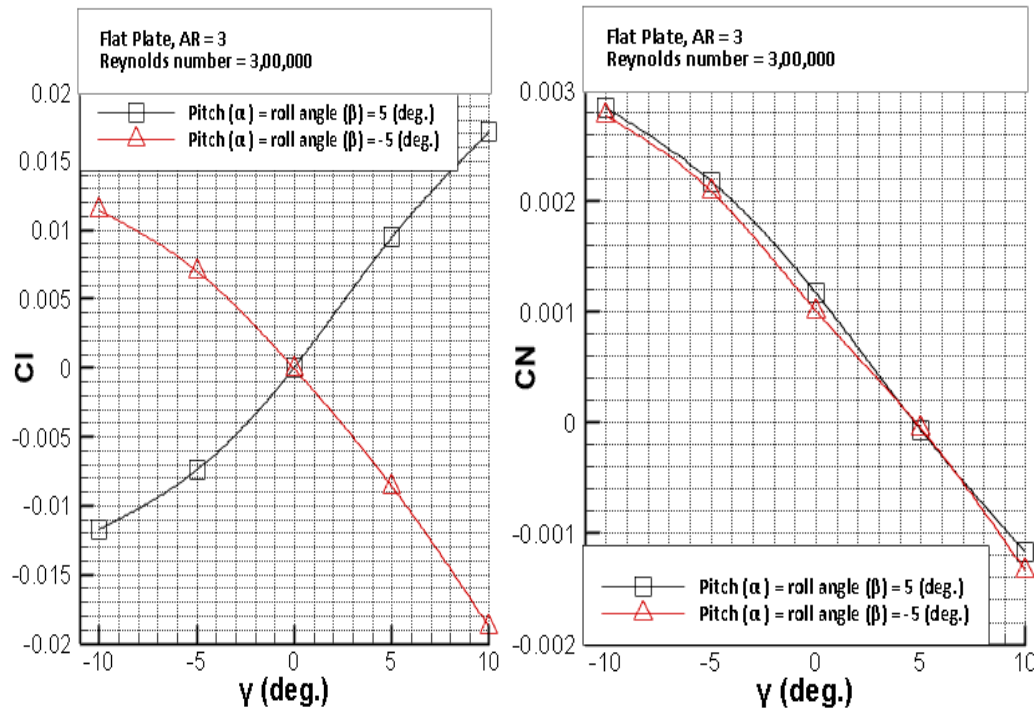 Flat Plate, AR = 3
Reynolds number = 3,00,000
Pitch (α) = roll angle (β) = 5 (deg.)
Pitch (α) = roll angle (β) = -5 (deg.)
0.02
0.015
0.01
0.005
0
-0.005
-0.01
-0.015
-0.02
Cl
-10 -5 0 5 10
γ (deg.)
Flat Plate, AR = 3
Reynolds number = 3,00,000
0.003
0.002
0.001
0
-0.001
-0.002
CN
Pitch (α) = roll angle (β) = 5 (deg.)
Pitch (α) = roll angle (β) = -5 (deg.)
-10 -5 0 5 10
γ (deg.)